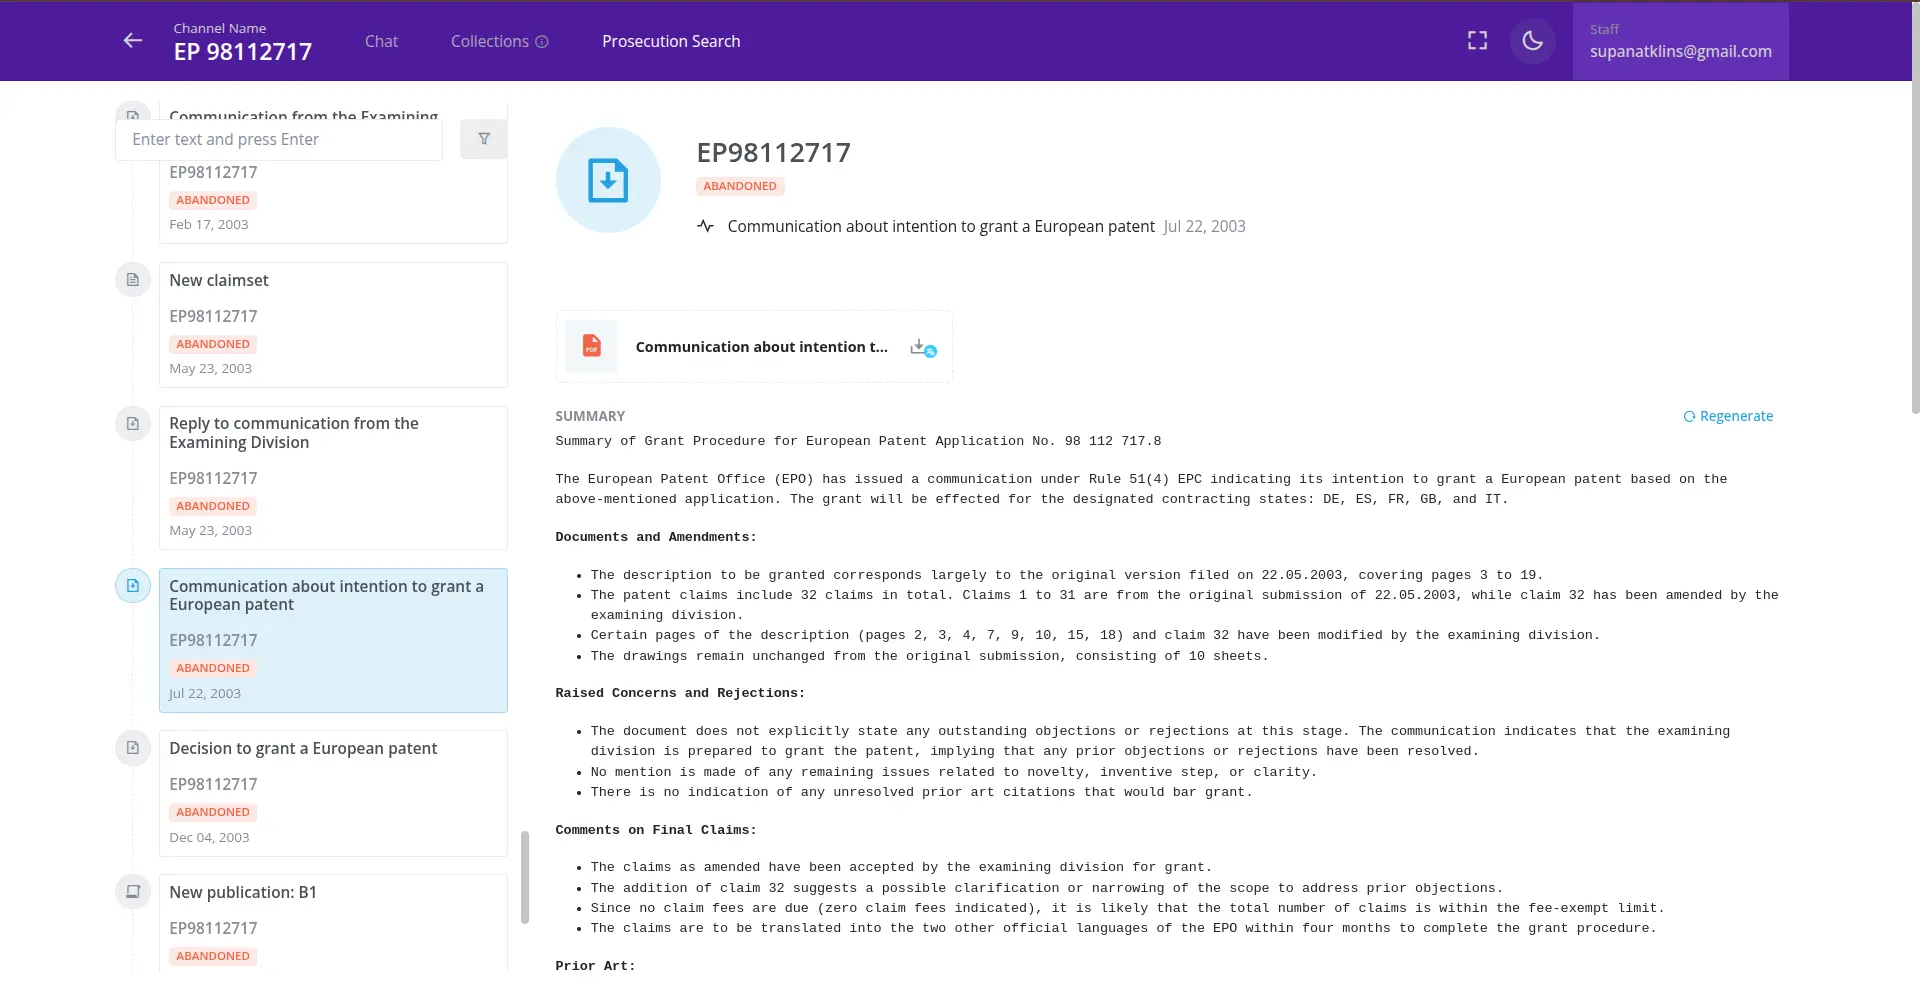 Channel Name
EP 98112717
Chat
Collections
Prosecution Search
Staff
supanatklins@gmail.com
Communication from the Examining
Enter text and press Enter
EP98112717
ABANDONED
Feb 17, 2003
New claimset
EP98112717
ABANDONED
May 23, 2003
Reply to communication from the
Examining Division
EP98112717
ABANDONED
May 23, 2003
Communication about intention to grant a
European patent
EP98112717
ABANDONED
Jul 22, 2003
Decision to grant a European patent
EP98112717
ABANDONED
Dec 04, 2003
New publication: B1
EP98112717
ABANDONED
EP98112717
ABANDONED
Communication about intention to grant a European patent Jul 22, 2003
PDF
Communication about intention t...
SUMMARY
Regenerate
Summary of Grant Procedure for European Patent Application No. 98 112 717.8
The European Patent Office (EPO) has issued a communication under Rule 51(4) EPC indicating its intention to grant a European patent based on the
above-mentioned application. The grant will be effected for the designated contracting states: DE, ES, FR, GB, and IT.
Documents and Amendments:
• The description to be granted corresponds largely to the original version filed on 22.05.2003, covering pages 3 to 19.
• The patent claims include 32 claims in total. Claims 1 to 31 are from the original submission of 22.05.2003, while claim 32 has been amended by the
examining division.
• Certain pages of the description (pages 2, 3, 4, 7, 9, 10, 15, 18) and claim 32 have been modified by the examining division.
• The drawings remain unchanged from the original submission, consisting of 10 sheets.
Raised Concerns and Rejections:
• The document does not explicitly state any outstanding objections or rejections at this stage. The communication indicates that the examining
division is prepared to grant the patent, implying that any prior objections or rejections have been resolved.
• No mention is made of any remaining issues related to novelty, inventive step, or clarity.
• There is no indication of any unresolved prior art citations that would bar grant.
Comments on Final Claims:
• The claims as amended have been accepted by the examining division for grant.
• The addition of claim 32 suggests a possible clarification or narrowing of the scope to address prior objections.
• Since no claim fees are due (zero claim fees indicated), it is likely that the total number of claims is within the fee-exempt limit.
• The claims are to be translated into the two other official languages of the EPO within four months to complete the grant procedure.
Prior Art: